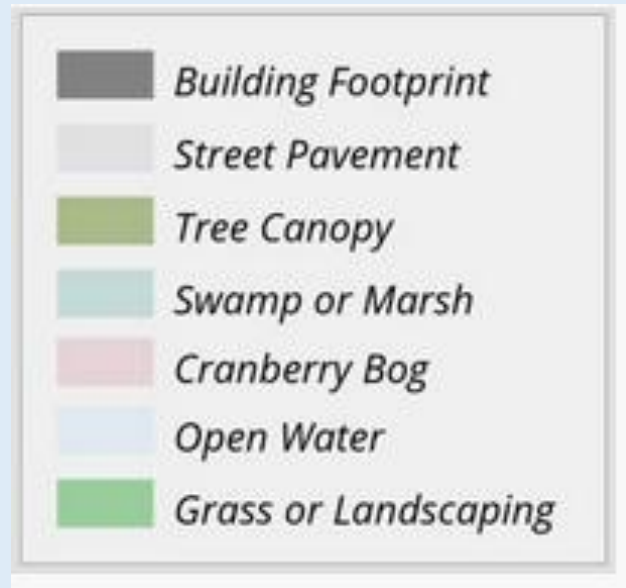 Building Footprint
Street Pavement
Tree Canopy
Swamp or Marsh
Cranberry Bog
Open Water
Grass or Landscaping